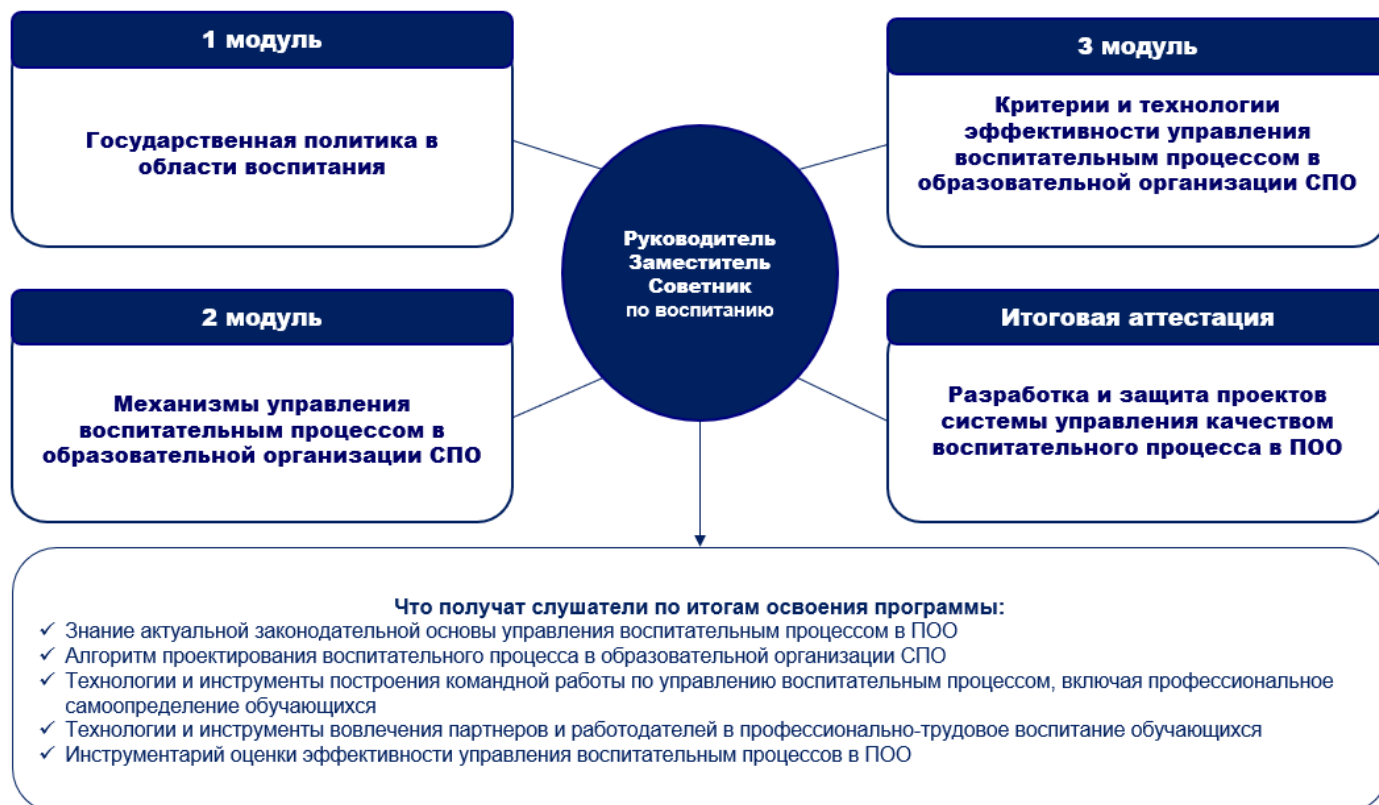 1 модуль
Государственная политика в
области воспитания
2 модуль
Механизмы управления
воспитательным процессом в
образовательной организации СПО
Руководитель
Заместитель
Советник
по воспитанию
3 модуль
Критерии и технологии
эффективности управления
воспитательным процессом в
образовательной организации СПО
Итоговая аттестация
Разработка и защита проектов
системы управления качеством
воспитательного процесса в ПОО
Что получат слушатели по итогам освоения программы:
✓ Знание актуальной законодательной основы управления воспитательным процессом в ПОО
✓ Алгоритм проектирования воспитательного процесса в образовательной организации СПО
✓ Технологии и инструменты построения командной работы по управлению воспитательным процессом, включая профессиональное
самоопределение обучающихся
✓ Технологии и инструменты вовлечения партнеров и работодателей в профессионально-трудовое воспитание обучающихся
✓ Инструментарий оценки эффективности управления воспитательным процессов в ПОО